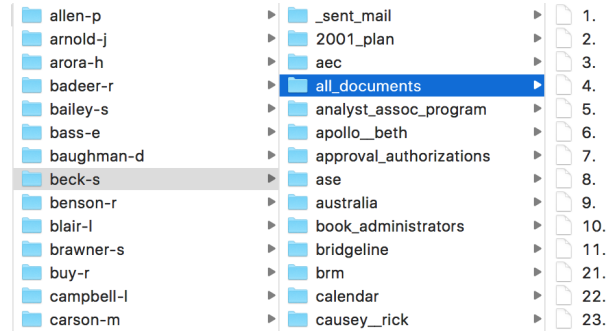 allen-p
arnold-j
arora-h
badeer-r
bailey-s
bass-e
baughman-d
beck-s
benson-r
blair-l
brawner-s
buy-r
campbell-l
carson-m
_sent_mail
2001_plan
aec
all_documents
analyst_assoc_program
apollo__beth
approval_authorizations
ase
australia
book_administrators
bridgeline
brm
calendar
causey__rick
1.
2.
3.
4.
5.
6.
7.
8.
9.
10.
11.
21.
22.
23.